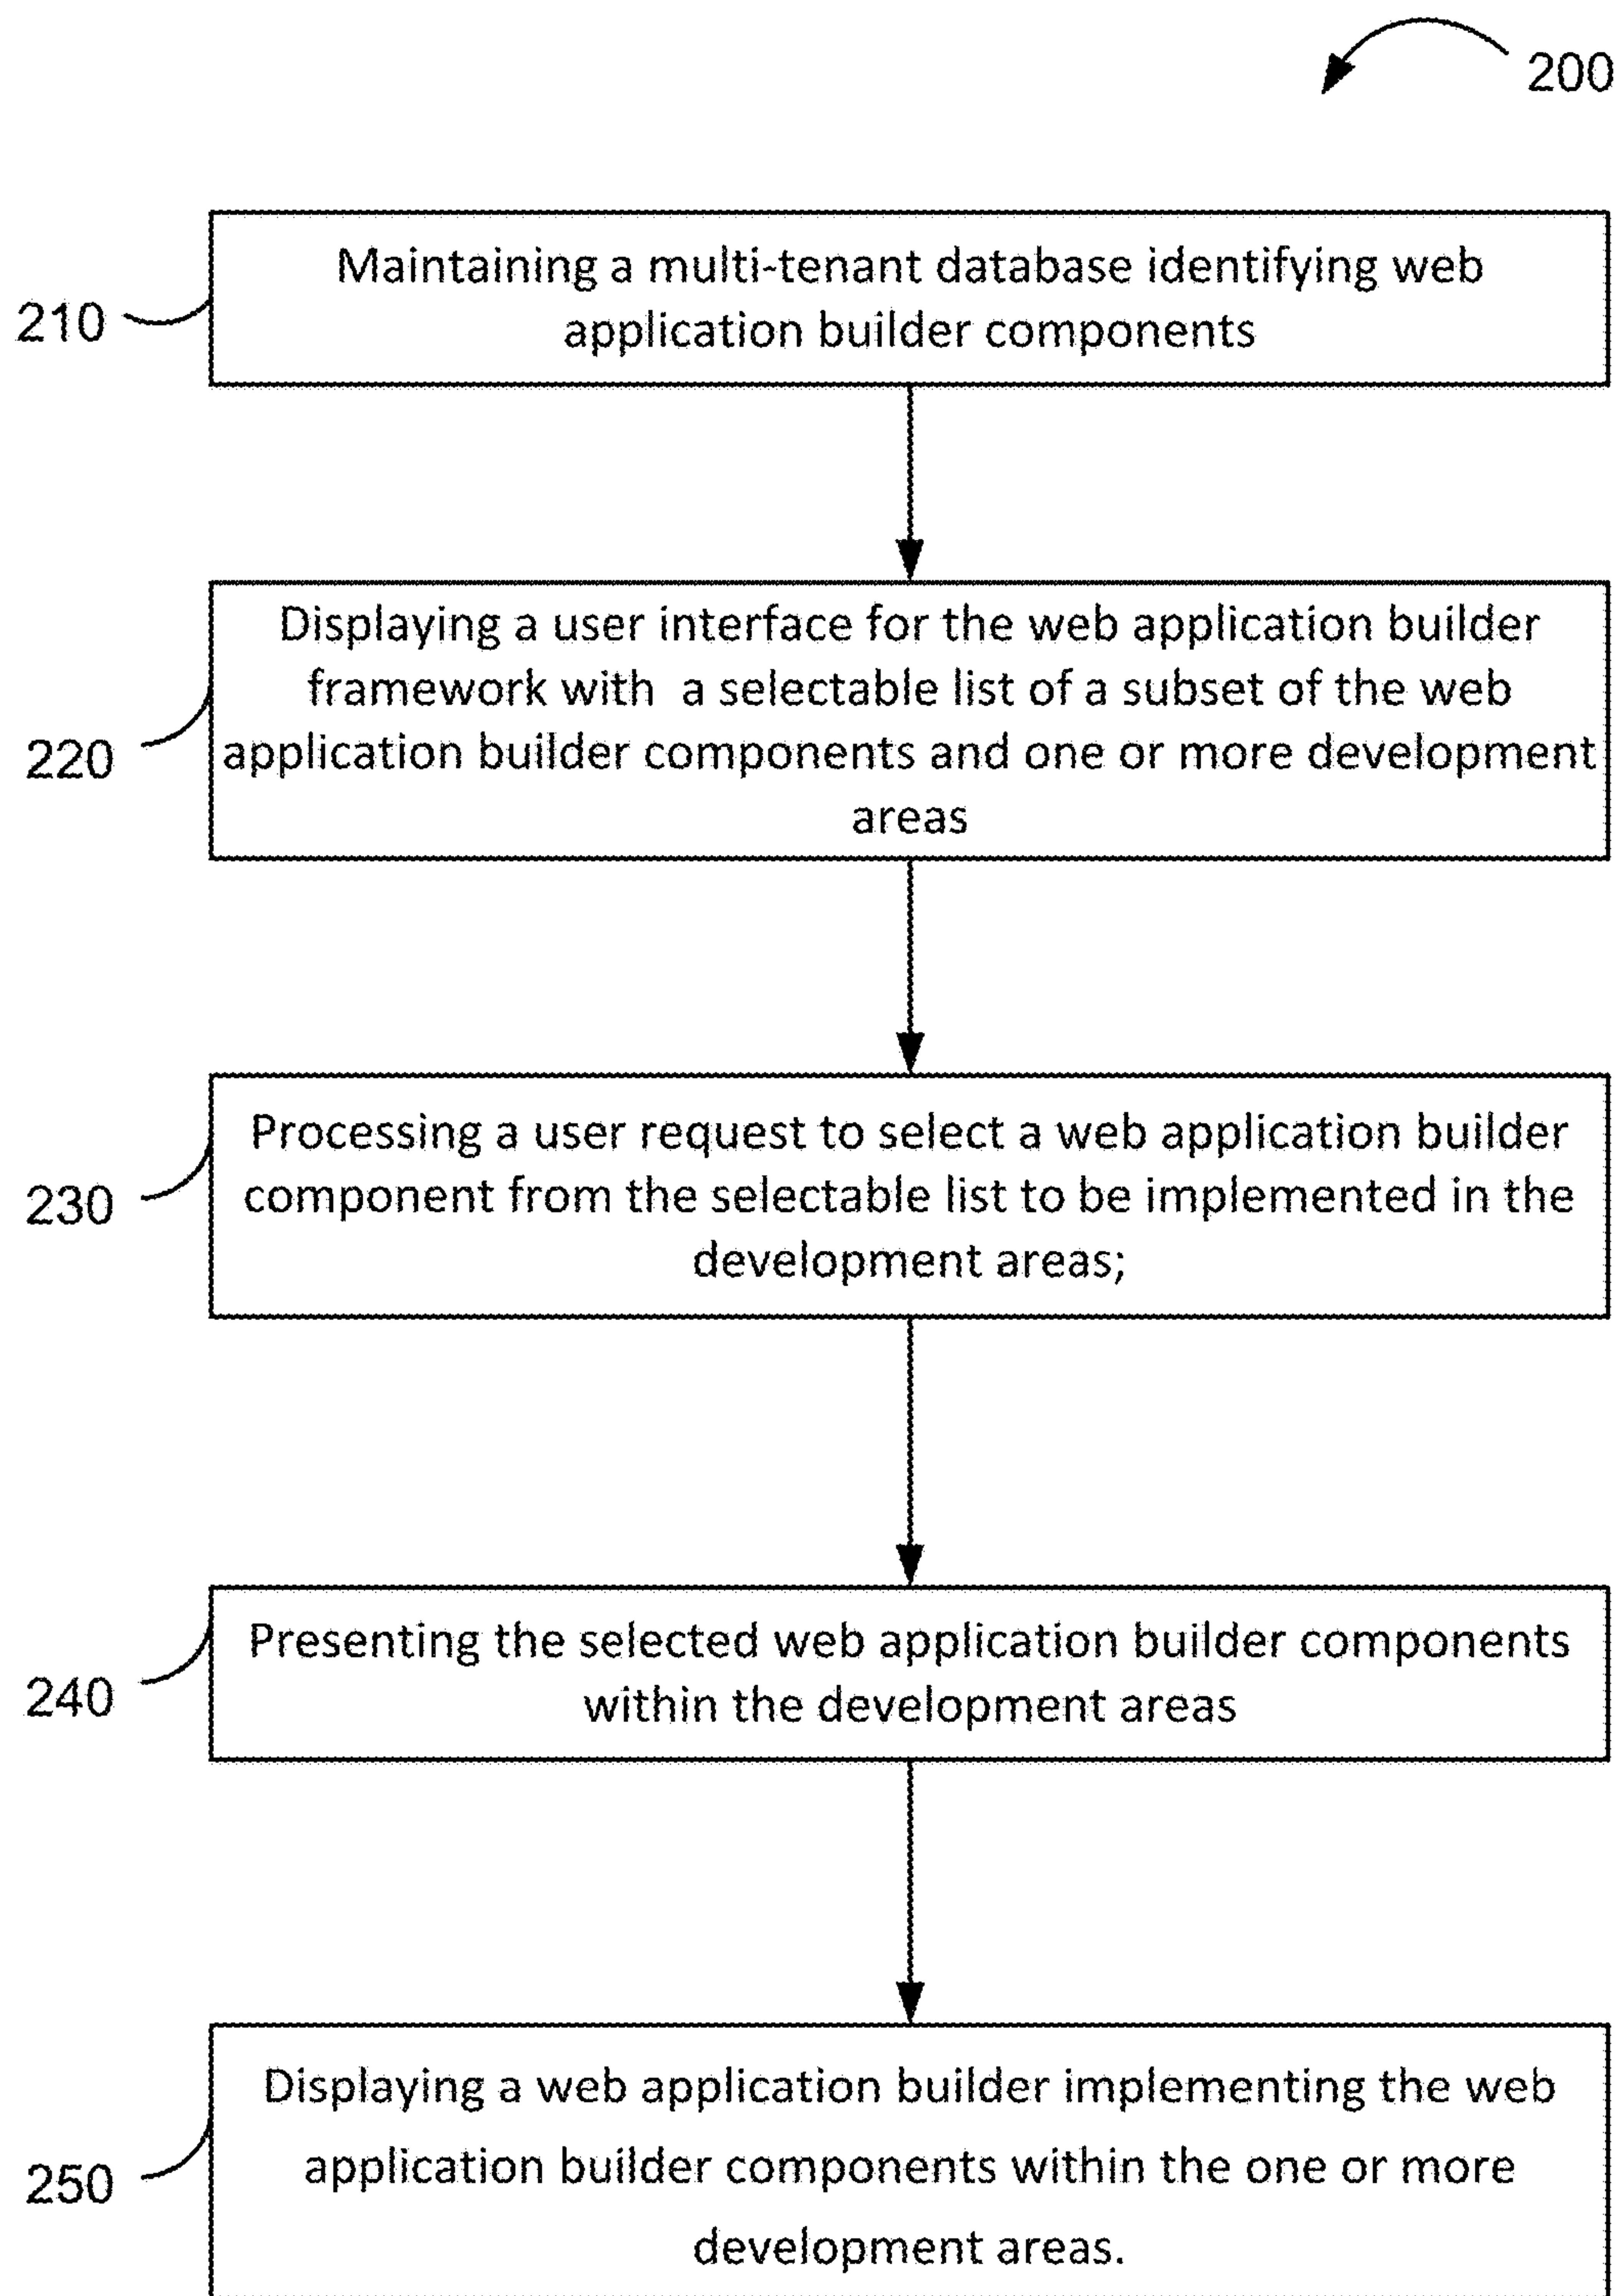 200
210
Maintaining a multi-tenant database identifying web
application builder components
220
Displaying a user interface for the web application builder
framework with a selectable list of a subset of the web
application builder components and one or more development
areas
230
Processing a user request to select a web application builder
component from the selectable list to be implemented in the
development areas;
240
Presenting the selected web application builder components
within the development areas
250
Displaying a web application builder implementing the web
application builder components within the one or more
development areas.